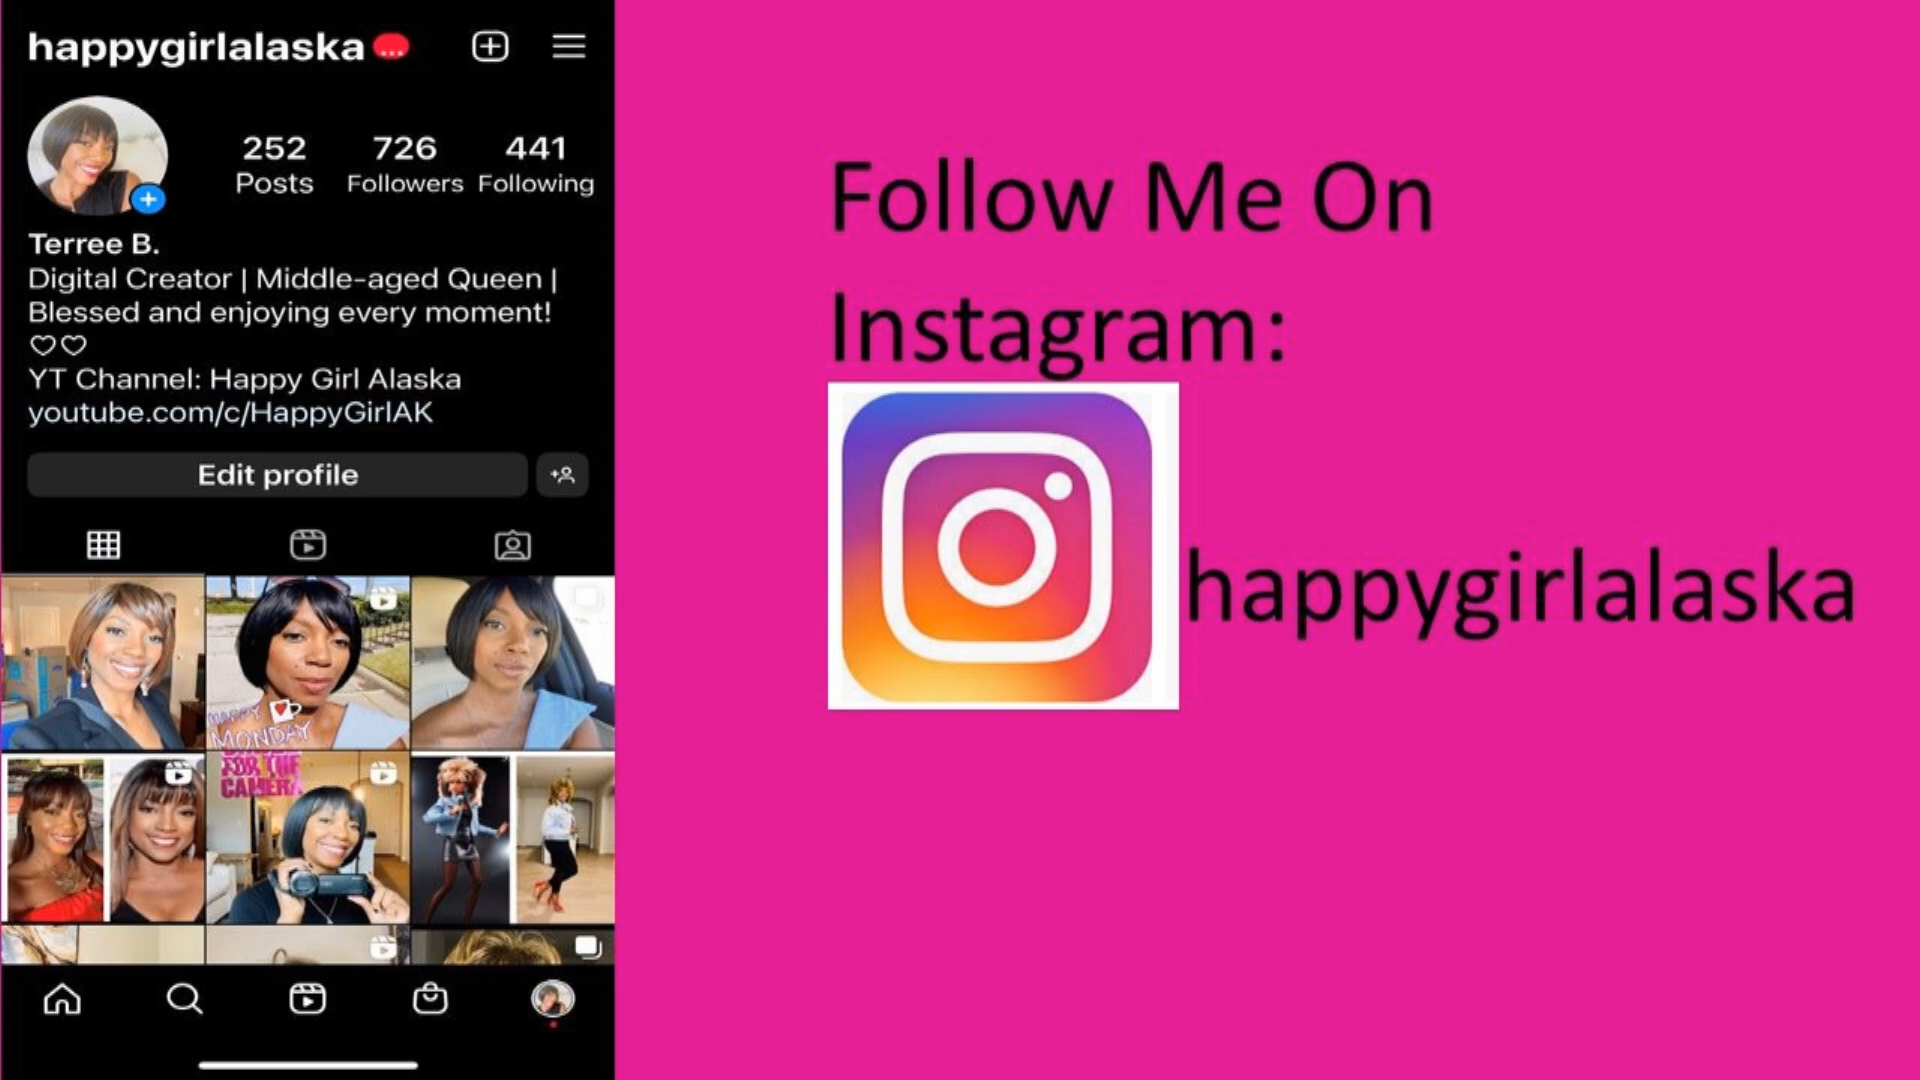 happygirlalaska
252 726 441
Posts Followers Following
Terree B.
Digital Creator | Middle-aged Queen |
Blessed and enjoying every moment!
♡♡
YT Channel: Happy Girl Alaska
youtube.com/c/HappyGirlAK
Edit profile
HAPPY
MONDAY
FOR THE
CAMERA
Follow Me On
Instagram:
happygirlalaska